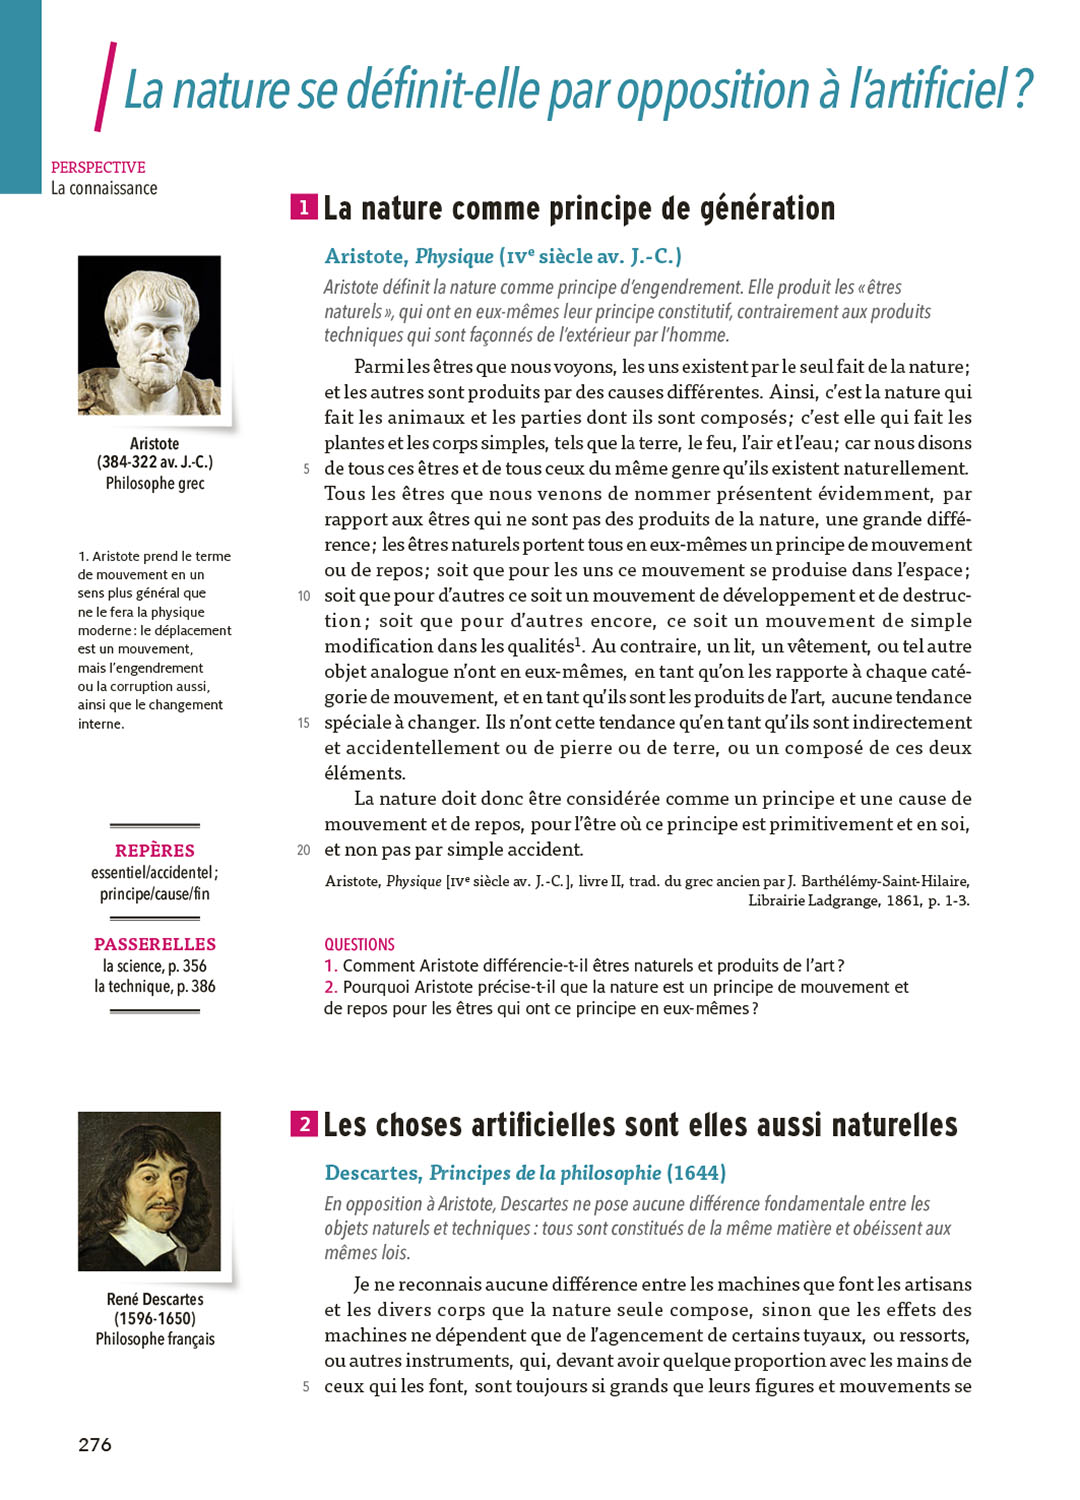 La nature se définit-elle par opposition à l'artificiel ?
PERSPECTIVE
La connaissance
1 La nature comme principe de génération
Aristote, Physique (IVe siècle av. J.-C.)
Aristote définit la nature comme principe d'engendrement. Elle produit les « êtres
naturels », qui ont en eux-mêmes leur principe constitutif, contrairement aux produits
techniques qui sont façonnés de l'extérieur par l'homme.
Aristote
(384-322 av. J.-C.)
Philosophe grec
Parmi les êtres que nous voyons, les uns existent par le seul fait de la nature ;
et les autres sont produits par des causes différentes. Ainsi, c'est la nature qui
fait les animaux et les parties dont ils sont composés ; c'est elle qui fait les
plantes et les corps simples, tels que la terre, le feu, l'air et l'eau ; car nous disons
5 de tous ces êtres et de tous ceux du même genre qu'ils existent naturellement.
Tous les êtres que nous venons de nommer présentent évidemment, par
rapport aux êtres qui ne sont pas des produits de la nature, une grande diffé-
rence ; les êtres naturels portent tous en eux-mêmes un principe de mouvement
ou de repos ; soit que pour les uns ce mouvement se produise dans l'espace ;
10 soit que pour d'autres ce soit un mouvement de développement et de destruc-
tion ; soit que pour d'autres encore, ce soit un mouvement de simple
modification dans les qualités1. Au contraire, un lit, un vêtement, ou tel autre
objet analogue n'ont en eux-mêmes, en tant qu'on les rapporte à chaque caté-
gorie de mouvement, et en tant qu'ils sont les produits de l'art, aucune tendance
15 spéciale à changer. Ils n'ont cette tendance qu'en tant qu'ils sont indirectement
et accidentellement ou de pierre ou de terre, ou un composé de ces deux
éléments.
La nature doit donc être considérée comme un principe et une cause de
mouvement et de repos, pour l'être où ce principe est primitivement et en soi,
20 et non pas par simple accident.
Aristote, Physique [IVe siècle av. J.-C.], livre II, trad. du grec ancien par J. Barthélémy-Saint-Hilaire,
Librairie Ladgrange, 1861, p. 1-3.
1. Aristote prend le terme
de mouvement en un
sens plus général que
ne le fera la physique
moderne : le déplacement
est un mouvement,
mais l'engendrement
ou la corruption aussi,
ainsi que le changement
interne.
REPÈRES
essentiel/accidentel ;
principe/cause/fin
PASSERELLES
la science, p. 356
la technique, p. 386
QUESTIONS
1. Comment Aristote différencie-t-il êtres naturels et produits de l'art ?
2. Pourquoi Aristote précise-t-il que la nature est un principe de mouvement et
de repos pour les êtres qui ont ce principe en eux-mêmes ?
2 Les choses artificielles sont elles aussi naturelles
Descartes, Principes de la philosophie (1644)
En opposition à Aristote, Descartes ne pose aucune différence fondamentale entre les
objets naturels et techniques : tous sont constitués de la même matière et obéissent aux
mêmes lois.
René Descartes
(1596-1650)
Philosophe français
Je ne reconnais aucune différence entre les machines que font les artisans
et les divers corps que la nature seule compose, sinon que les effets des
machines ne dépendent que de l'agencement de certains tuyaux, ou ressorts,
ou autres instruments, qui, devant avoir quelque proportion avec les mains de
5 ceux qui les font, sont toujours si grands que leurs figures et mouvements se
276